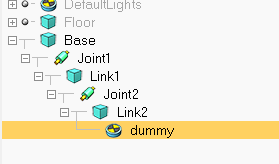 DefaultLights
Floor
Base
Joint1
Link1
Joint2
Link2
dummy